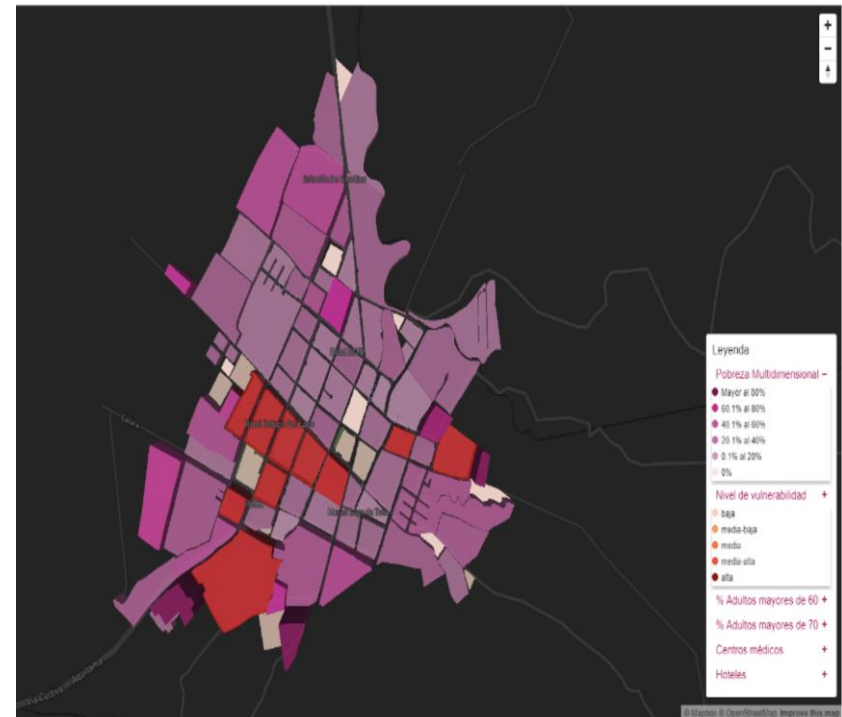 +
−
Leyenda
Pobreza Multidimensional −
Mayor al 80%
60.1% al 80%
40.1% al 60%
20.1% al 40%
0.1% al 20%
0%
Nivel de vulnerabilidad +
baja
media-baja
media
media-alta
alta
% Adultos mayores de 60 +
% Adultos mayores de 70 +
Centros médicos +
Hoteles +
© Mapbox © OpenStreetMap Improve this map